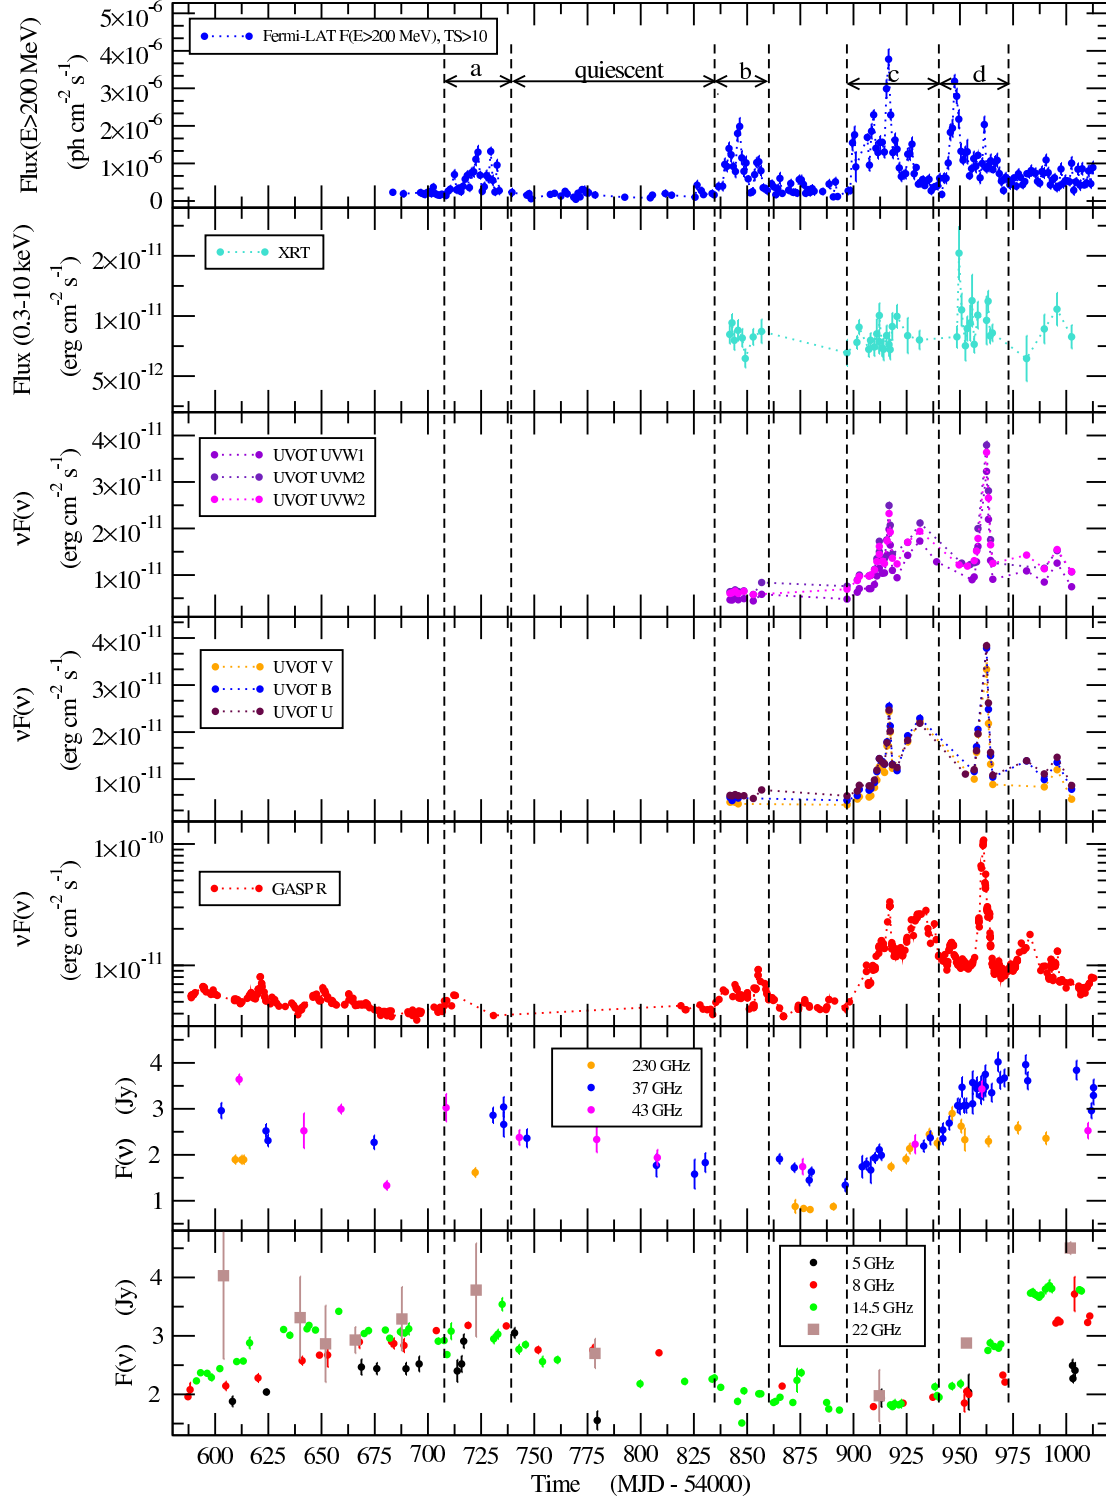 Flux(E>200 MeV)
(ph cm⁻² s⁻¹)
5×10⁻⁶
4×10⁻⁶
3×10⁻⁶
2×10⁻⁶
1×10⁻⁶
0
Fermi-LAT F(E>200 MeV), TS>10
a
quiescent
b
c
d
Flux (0.3-10 keV)
(erg cm⁻² s⁻¹)
2×10⁻¹¹
1×10⁻¹¹
5×10⁻¹²
XRT
νF(ν)
(erg cm⁻² s⁻¹)
4×10⁻¹¹
3×10⁻¹¹
2×10⁻¹¹
1×10⁻¹¹
UVOT UVW1
UVOT UVM2
UVOT UVW2
νF(ν)
(erg cm⁻² s⁻¹)
4×10⁻¹¹
3×10⁻¹¹
2×10⁻¹¹
1×10⁻¹¹
UVOT V
UVOT B
UVOT U
νF(ν)
(erg cm⁻² s⁻¹)
1×10⁻¹⁰
1×10⁻¹¹
GASP R
F(ν) (Jy)
4
3
2
1
230 GHz
37 GHz
43 GHz
F(ν) (Jy)
4
3
2
5 GHz
8 GHz
14.5 GHz
22 GHz
600 625 650 675 700 725 750 775 800 825 850 875 900 925 950 975 1000
Time (MJD - 54000)